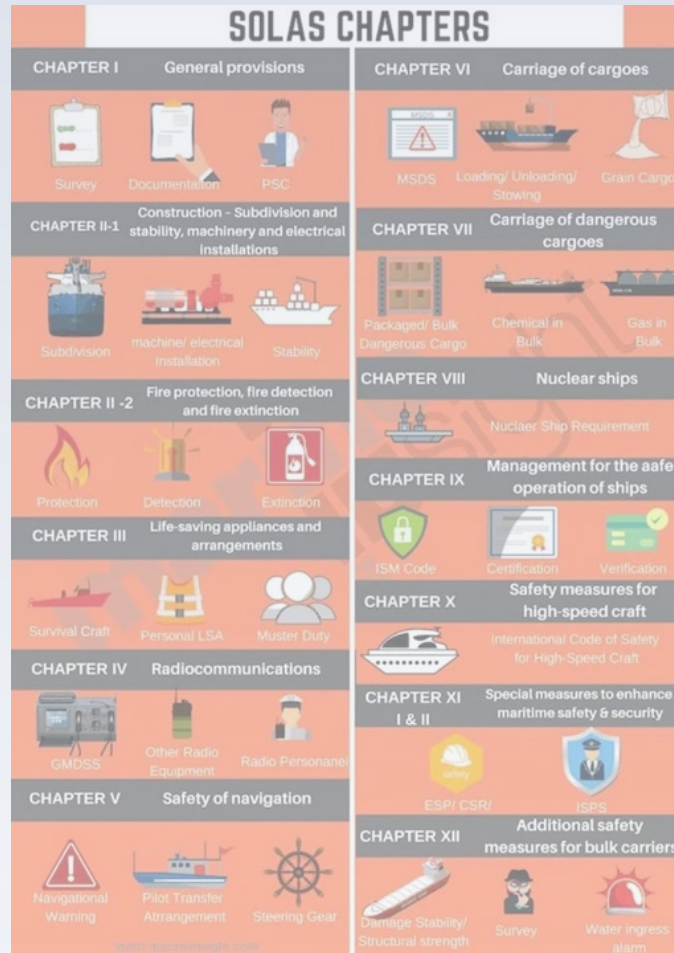 SOLAS CHAPTERS
CHAPTER I General provisions
Survey Documentation PSC
CHAPTER II-1
Construction - Subdivision and
stability, machinery and electrical
installations
Subdivision
machine/ electrical
Installation
Stability
CHAPTER II -2
Fire protection, fire detection
and fire extinction
Protection Detection Extinction
CHAPTER III
Life-saving appliances and
arrangements
Survival Craft Personal LSA Muster Duty
CHAPTER IV Radiocommunications
GMDSS
Other Radio
Equipment
Radio Personanel
CHAPTER V Safety of navigation
Navigational
Warning
Pilot Transfer
Atrrangement
Steering Gear
CHAPTER VI Carriage of cargoes
MSDS
MSDS
Loading/ Unloading/
Stowing
Grain Cargo
CHAPTER VII
Carriage of dangerous
cargoes
Packaged/ Bulk
Dangerous Cargo
Chemical in
Bulk
Gas in
Bulk
CHAPTER VIII Nuclear ships
Nuclaer Ship Requirement
CHAPTER IX
Management for the aafe
operation of ships
ISM Code Certification Verification
CHAPTER X
Safety measures for
high-speed craft
International Code of Safety
for High-Speed Craft
CHAPTER XI
I & II
Special measures to enhance
maritime safety & security
safety
ESP/ CSR/ ISPS
CHAPTER XII
Additional safety
measures for bulk carriers
Damage Stability/
Structural strength
Survey
Water ingress
alarm